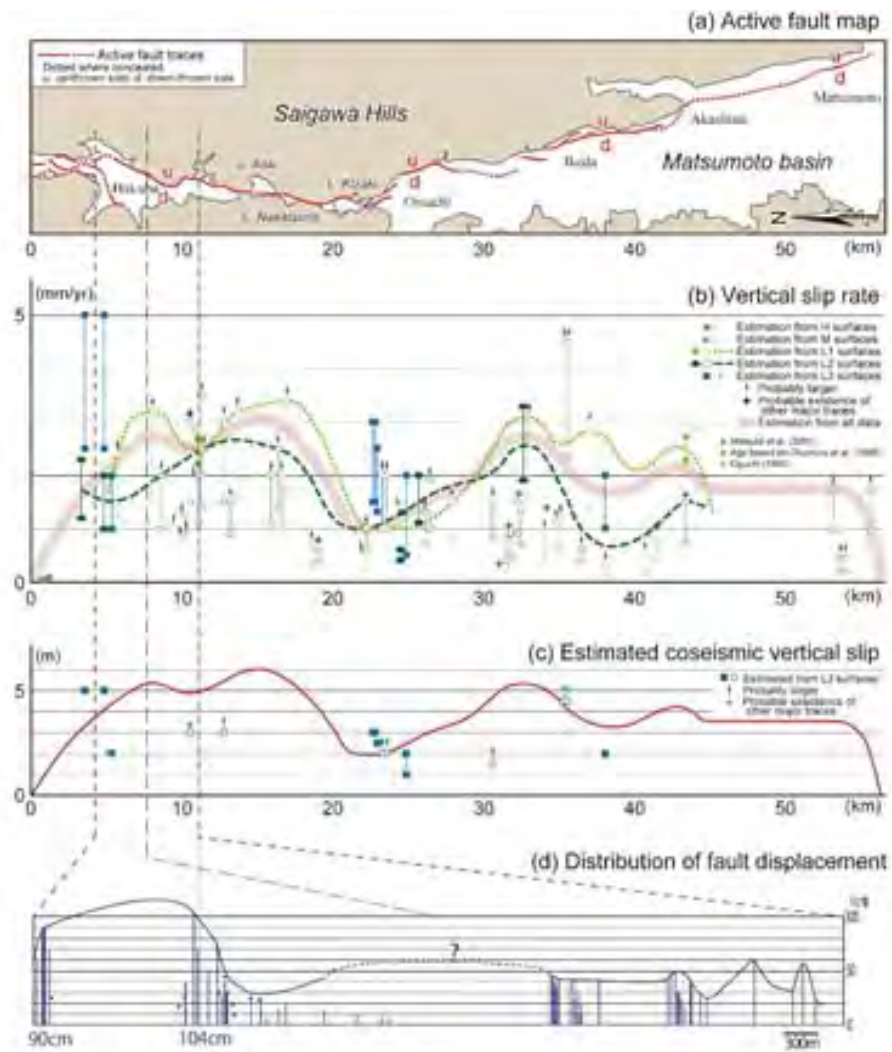 (a) Active fault map
Active fault traces
Dotted where concealed
Saigawa Hills
u
d
Matsumoto
Akashina
u
d
Ikeda
Matsumoto basin
u
d
Omachi
Hakuba
u
d
N
0 10 20 30 40 50 (km)
(mm/yr)
(b) Vertical slip rate
5
Estimation from H surfaces
Estimation from M surfaces
Estimation from L1 surfaces
Estimation from L2 surfaces
Estimation from L3 surfaces
Probably larger
Probable existence of
other major traces
Estimation from all data
0
0 10 20 30 40 50 (km)
(m)
(c) Estimated coseismic vertical slip
Estimated from L3 surfaces
Probably larger
Probable existence of
other major traces
5
0
0 10 20 30 40 50 (km)
(d) Distribution of fault displacement
?
90cm
104cm
300m